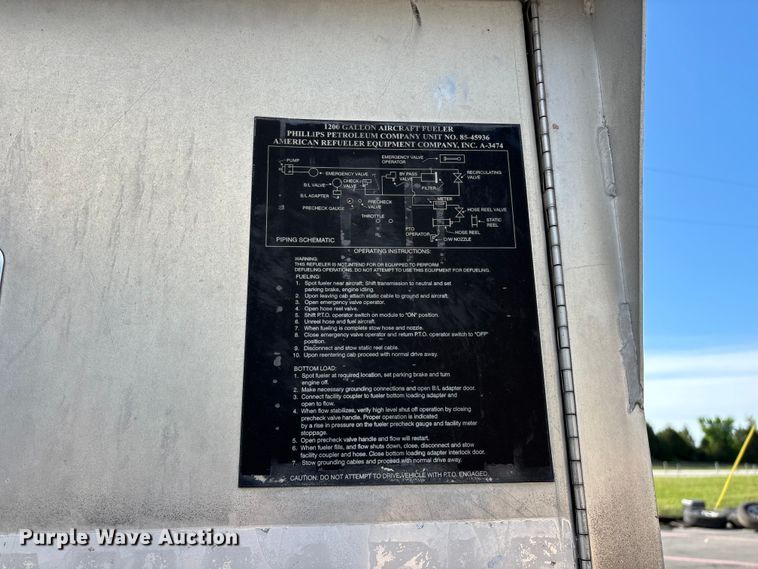 1200 GALLON AIRCRAFT FUELER
PHILLIPS PETROLEUM COMPANY UNIT NO. 85-45936
AMERICAN REFUELER EQUIPMENT COMPANY, INC. A-3474
PUMP
EMERGENCY VALVE
EMERGENCY VALVE
OPERATOR
B/L VALVE
CHECK
VALVE
BY PASS
VALVE
FILTER
RECIRCULATING
VALVE
B/L ADAPTER
PRECHECK GAUGE
PRECHECK
VALVE
THROTTLE
METER
HOSE REEL VALVE
STATIC
REEL
PTO
OPERATOR
HOSE REEL
O/W NOZZLE
PIPING SCHEMATIC
OPERATING INSTRUCTIONS:
WARNING:
THIS REFUELER IS NOT INTEND FOR OR EQUIPPED TO PERFORM
DEFUELING OPERATIONS. DO NOT ATTEMPT TO USE THIS EQUIPMENT FOR DEFUELING.
FUELING:
1. Spot fueler near aircraft. Shift transmission to neutral and set
parking brake, engine idling.
2. Upon leaving cab attach static cable to ground and aircraft.
3. Open emergency valve operator.
4. Open hose reel valve.
5. Shift P.T.O. operator switch on module to "ON" position.
6. Unreel hose and fuel aircraft.
7. When fueling is complete stow hose and nozzle.
8. Close emergency valve operator and return P.T.O. operator switch to "OFF"
position.
9. Disconnect and stow static reel cable.
10. Upon reentering cab proceed with normal drive away.
BOTTOM LOAD:
1. Spot fueler at required location, set parking brake and turn
engine off.
2. Make necessary grounding connections and open B/L adapter door.
3. Connect facility coupler to fueler bottom loading adapter and
open to flow.
4. When flow stabilizes, verify high level shut off operation by closing
precheck valve handle. Proper operation is indicated
by a rise in pressure on the fueler precheck gauge and facility meter
stoppage.
5. Open precheck valve handle and flow will restart.
6. When fueler fills, and flow shuts down, close, disconnect and stow
facility coupler and hose. Close bottom loading adapter interlock door.
7. Stow grounding cables and proceed with normal drive away.
CAUTION: DO NOT ATTEMPT TO DRIVE VEHICLE WITH P.T.O. ENGAGED.
Purple Wave Auction®